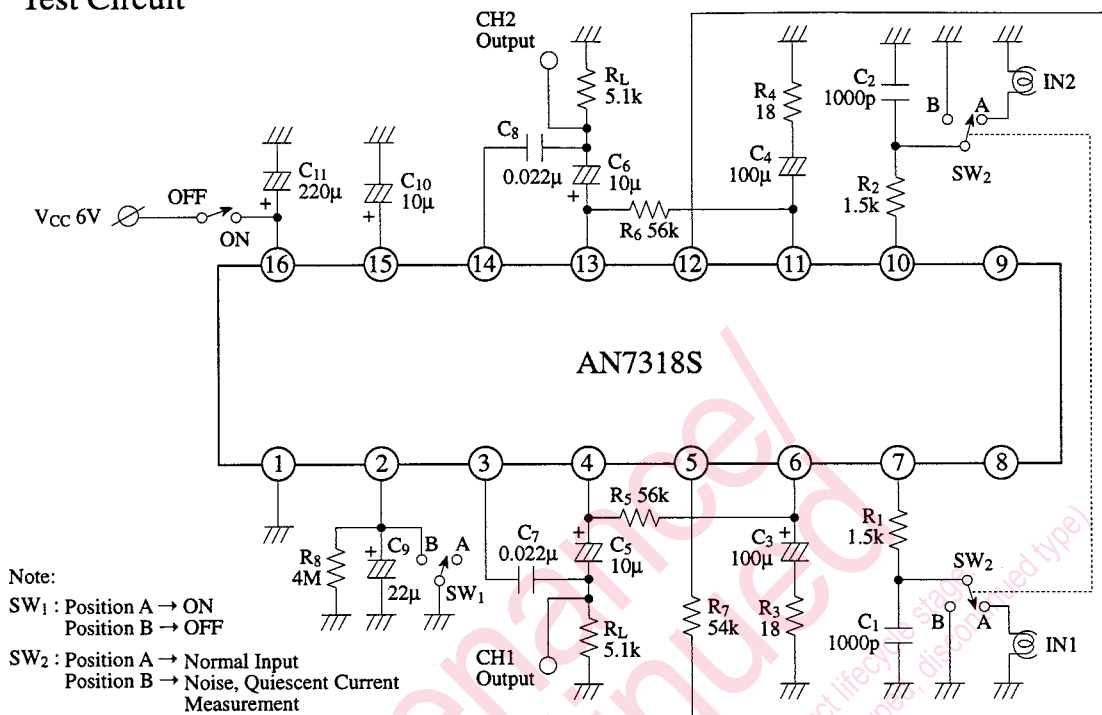 Test Circuit
CH2
Output
RL
5.1k
C8
0.022μ
C6
10μ
+
R6 56k
R4
18
C4
100μ
C2
1000p
R2
1.5k
B
A
SW2
IN2
C11
220μ
+
C10
10μ
+
VCC 6V
OFF
ON
16
15
14
13
12
11
10
9
AN7318S
1
2
3
4
5
6
7
8
R8
4M
+
C9
22μ
B
A
SW1
C7
0.022μ
+
C5
10μ
R5 56k
CH1
Output
RL
5.1k
R7
54k
+
C3
100μ
R3
18
R1
1.5k
C1
1000p
SW2
B
A
IN1
Note:
SW1 : Position A → ON
Position B → OFF
SW2 : Position A → Normal Input
Position B → Noise, Quiescent Current
Measurement